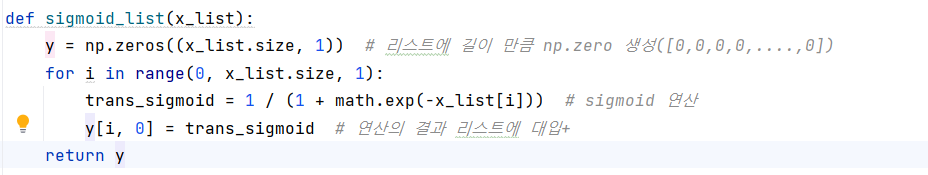 def sigmoid_list(x_list):
    y = np.zeros((x_list.size, 1))  # 리스트에 길이 만큼 np.zero 생성([0,0,0,0,....,0])
    for i in range(0, x_list.size, 1):
        trans_sigmoid = 1 / (1 + math.exp(-x_list[i]))  # sigmoid 연산
        y[i, 0] = trans_sigmoid  # 연산의 결과 리스트에 대입+
    return y